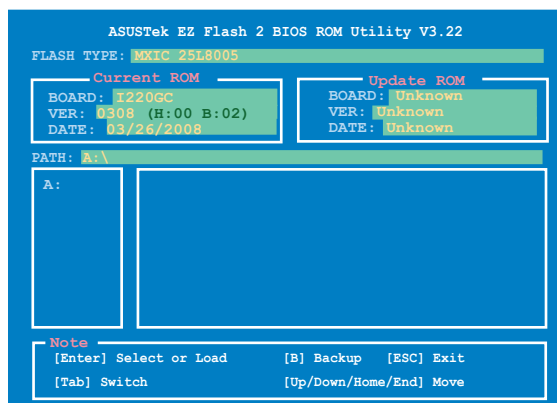 ASUSTek EZ Flash 2 BIOS ROM Utility V3.22
FLASH TYPE: MXIC 25L8005
Current ROM
BOARD: I220GC
VER: 0308 (H:00 B:02)
DATE: 03/26/2008
Update ROM
BOARD: Unknown
VER: Unknown
DATE: Unknown
PATH: A:\
A:
Note
[Enter] Select or Load [B] Backup [ESC] Exit
[Tab] Switch [Up/Down/Home/End] Move